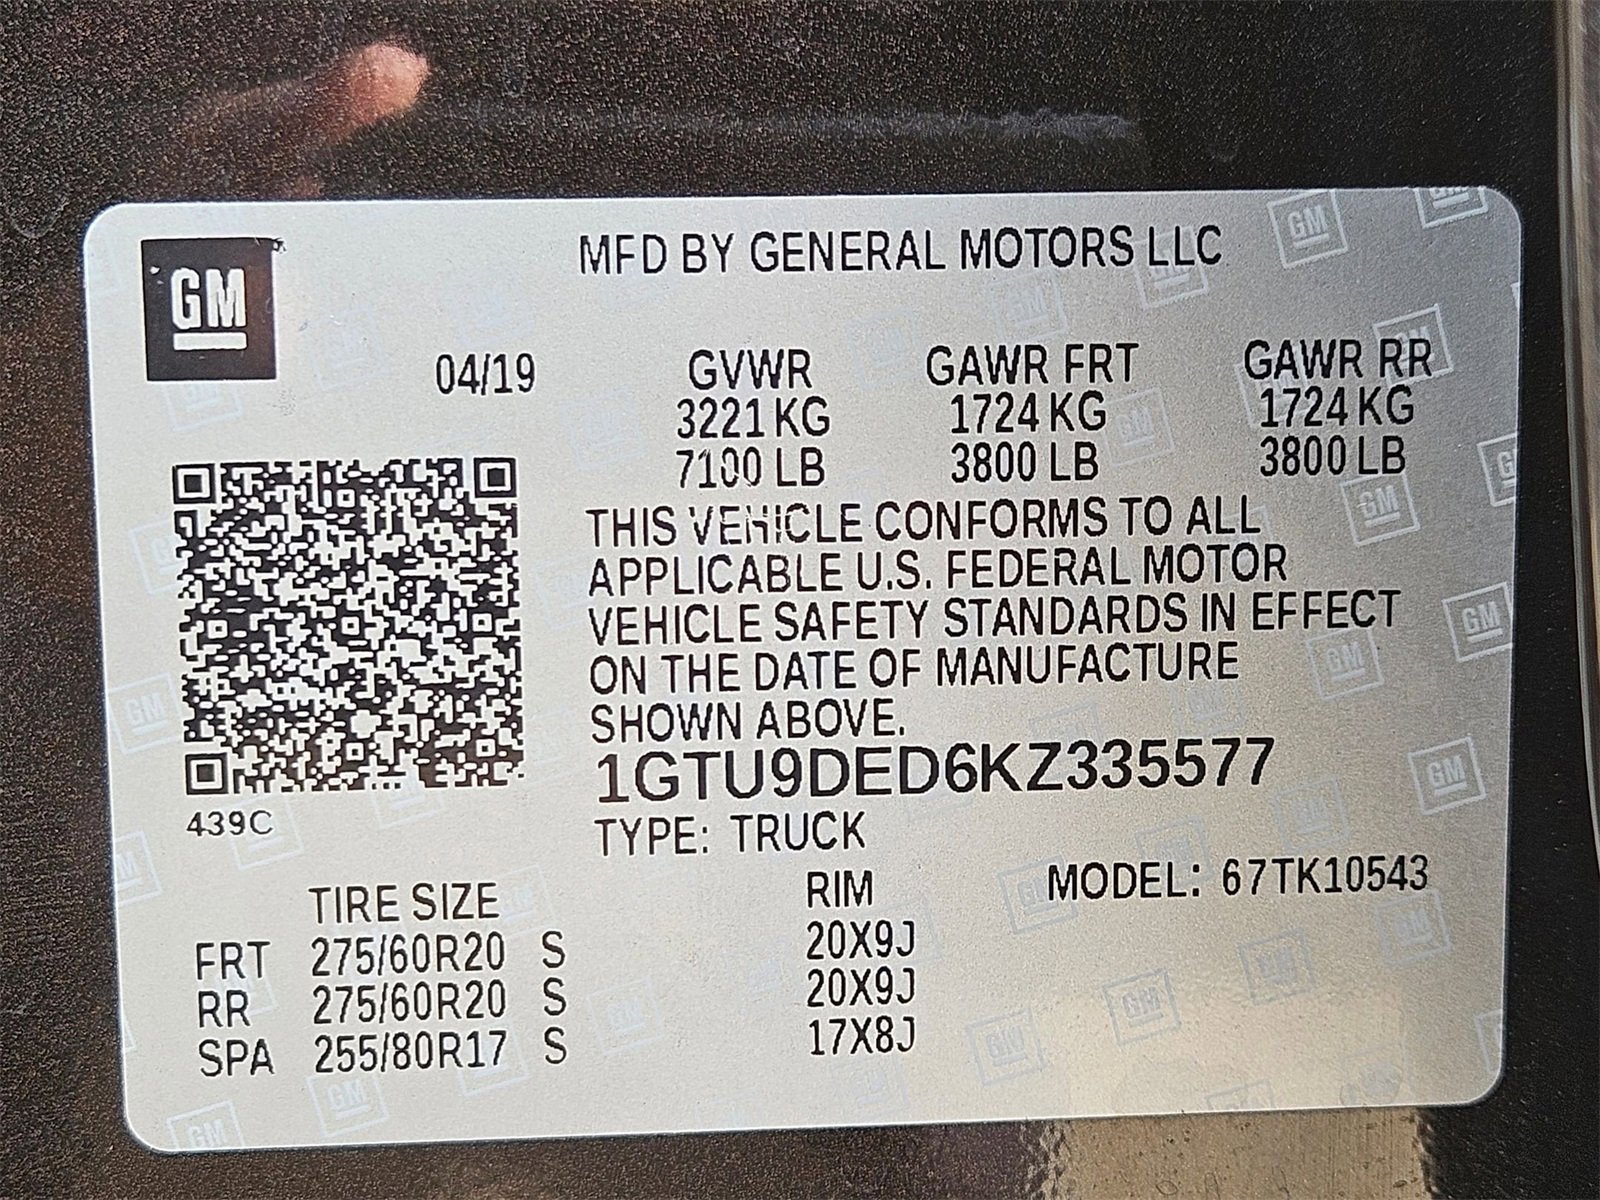 GM
MFD BY GENERAL MOTORS LLC
04/19
GVWR GAWR FRT GAWR RR
3221 KG 1724 KG 1724 KG
7100 LB 3800 LB 3800 LB
THIS VEHICLE CONFORMS TO ALL
APPLICABLE U.S. FEDERAL MOTOR
VEHICLE SAFETY STANDARDS IN EFFECT
ON THE DATE OF MANUFACTURE
SHOWN ABOVE.
1GTU9DED6KZ335577
439C
TYPE: TRUCK
MODEL: 67TK10543
TIRE SIZE RIM
FRT 275/60R20 S 20X9J
RR 275/60R20 S 20X9J
SPA 255/80R17 S 17X8J